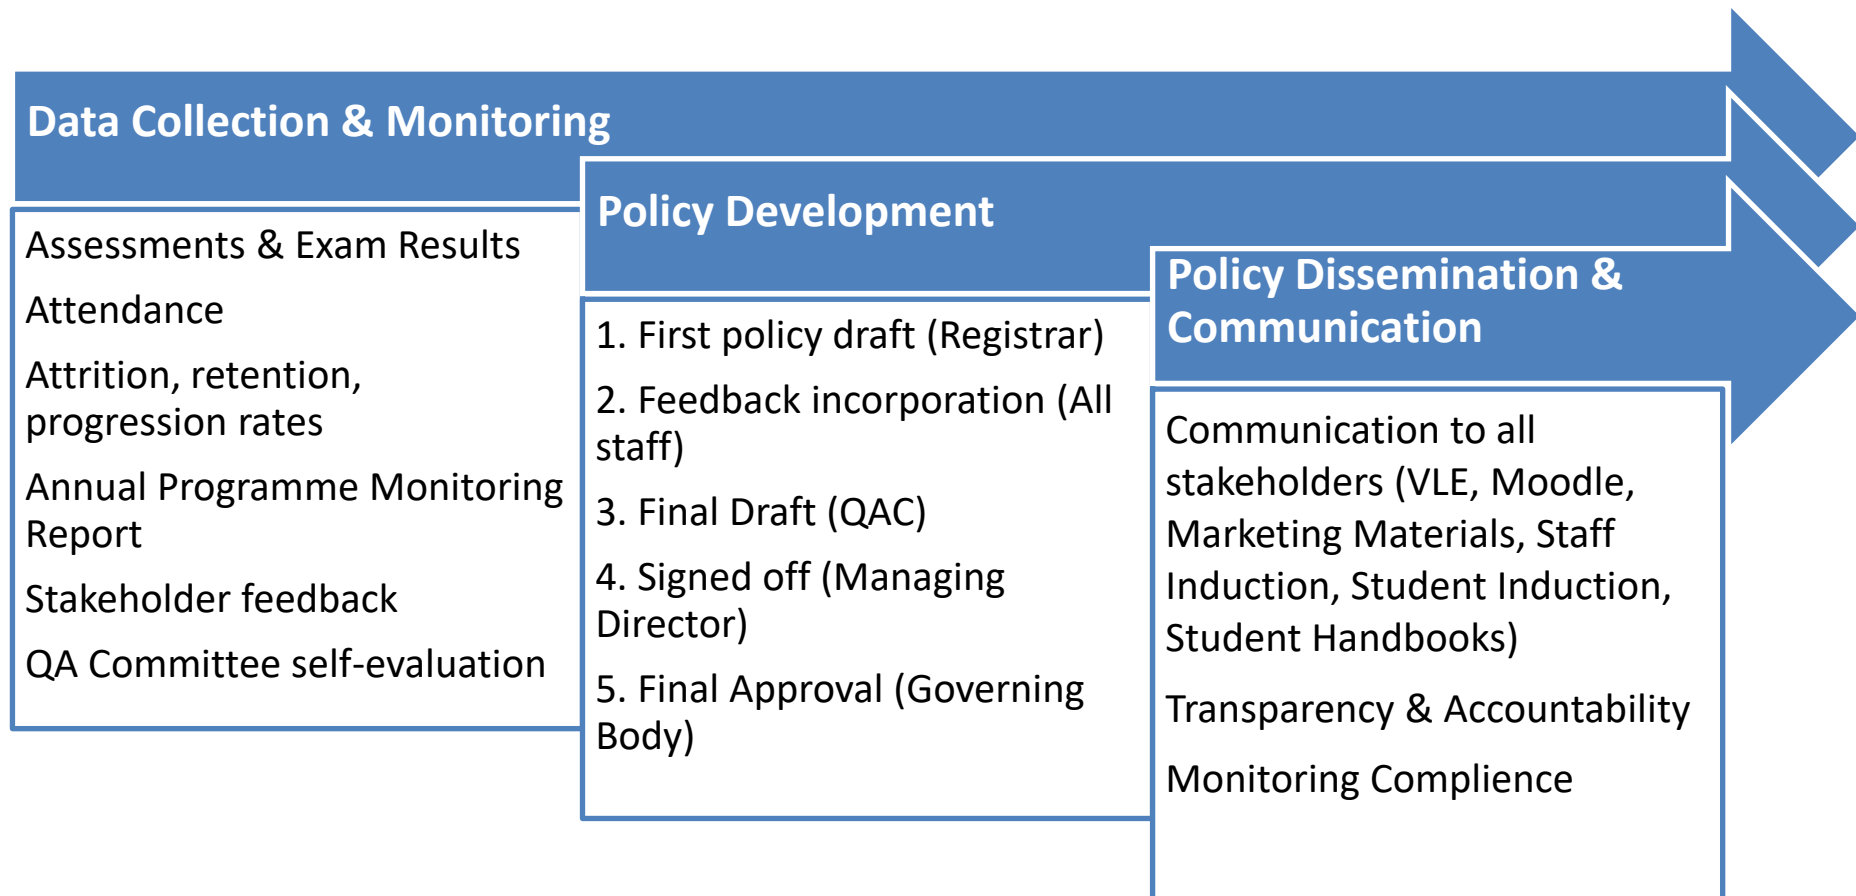 Data Collection & Monitoring
Assessments & Exam Results
Attendance
Attrition, retention,
progression rates
Annual Programme Monitoring
Report
Stakeholder feedback
QA Committee self-evaluation
Policy Development
1. First policy draft (Registrar)
2. Feedback incorporation (All
staff)
3. Final Draft (QAC)
4. Signed off (Managing
Director)
5. Final Approval (Governing
Body)
Policy Dissemination &
Communication
Communication to all
stakeholders (VLE, Moodle,
Marketing Materials, Staff
Induction, Student Induction,
Student Handbooks)
Transparency & Accountability
Monitoring Complience